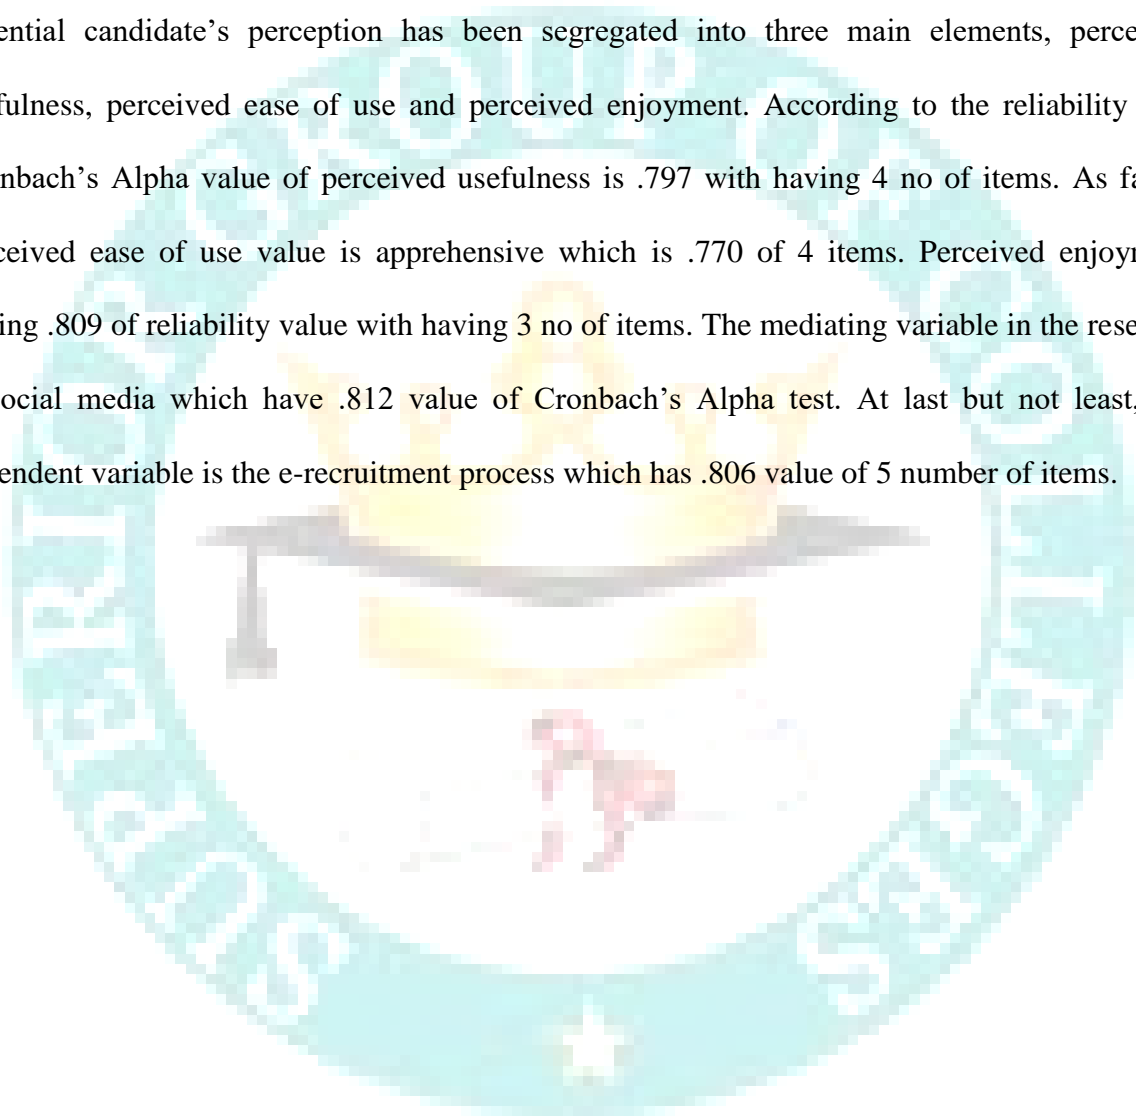 ential candidate’s perception has been segregated into three main elements, perce
fulness, perceived ease of use and perceived enjoyment. According to the reliability
nbach’s Alpha value of perceived usefulness is .797 with having 4 no of items. As fa
ceived ease of use value is apprehensive which is .770 of 4 items. Perceived enjoym
ing .809 of reliability value with having 3 no of items. The mediating variable in the rese
ocial media which have .812 value of Cronbach’s Alpha test. At last but not least,
endent variable is the e-recruitment process which has .806 value of 5 number of items.
SUPERIOR GROUP OF COLLEGES